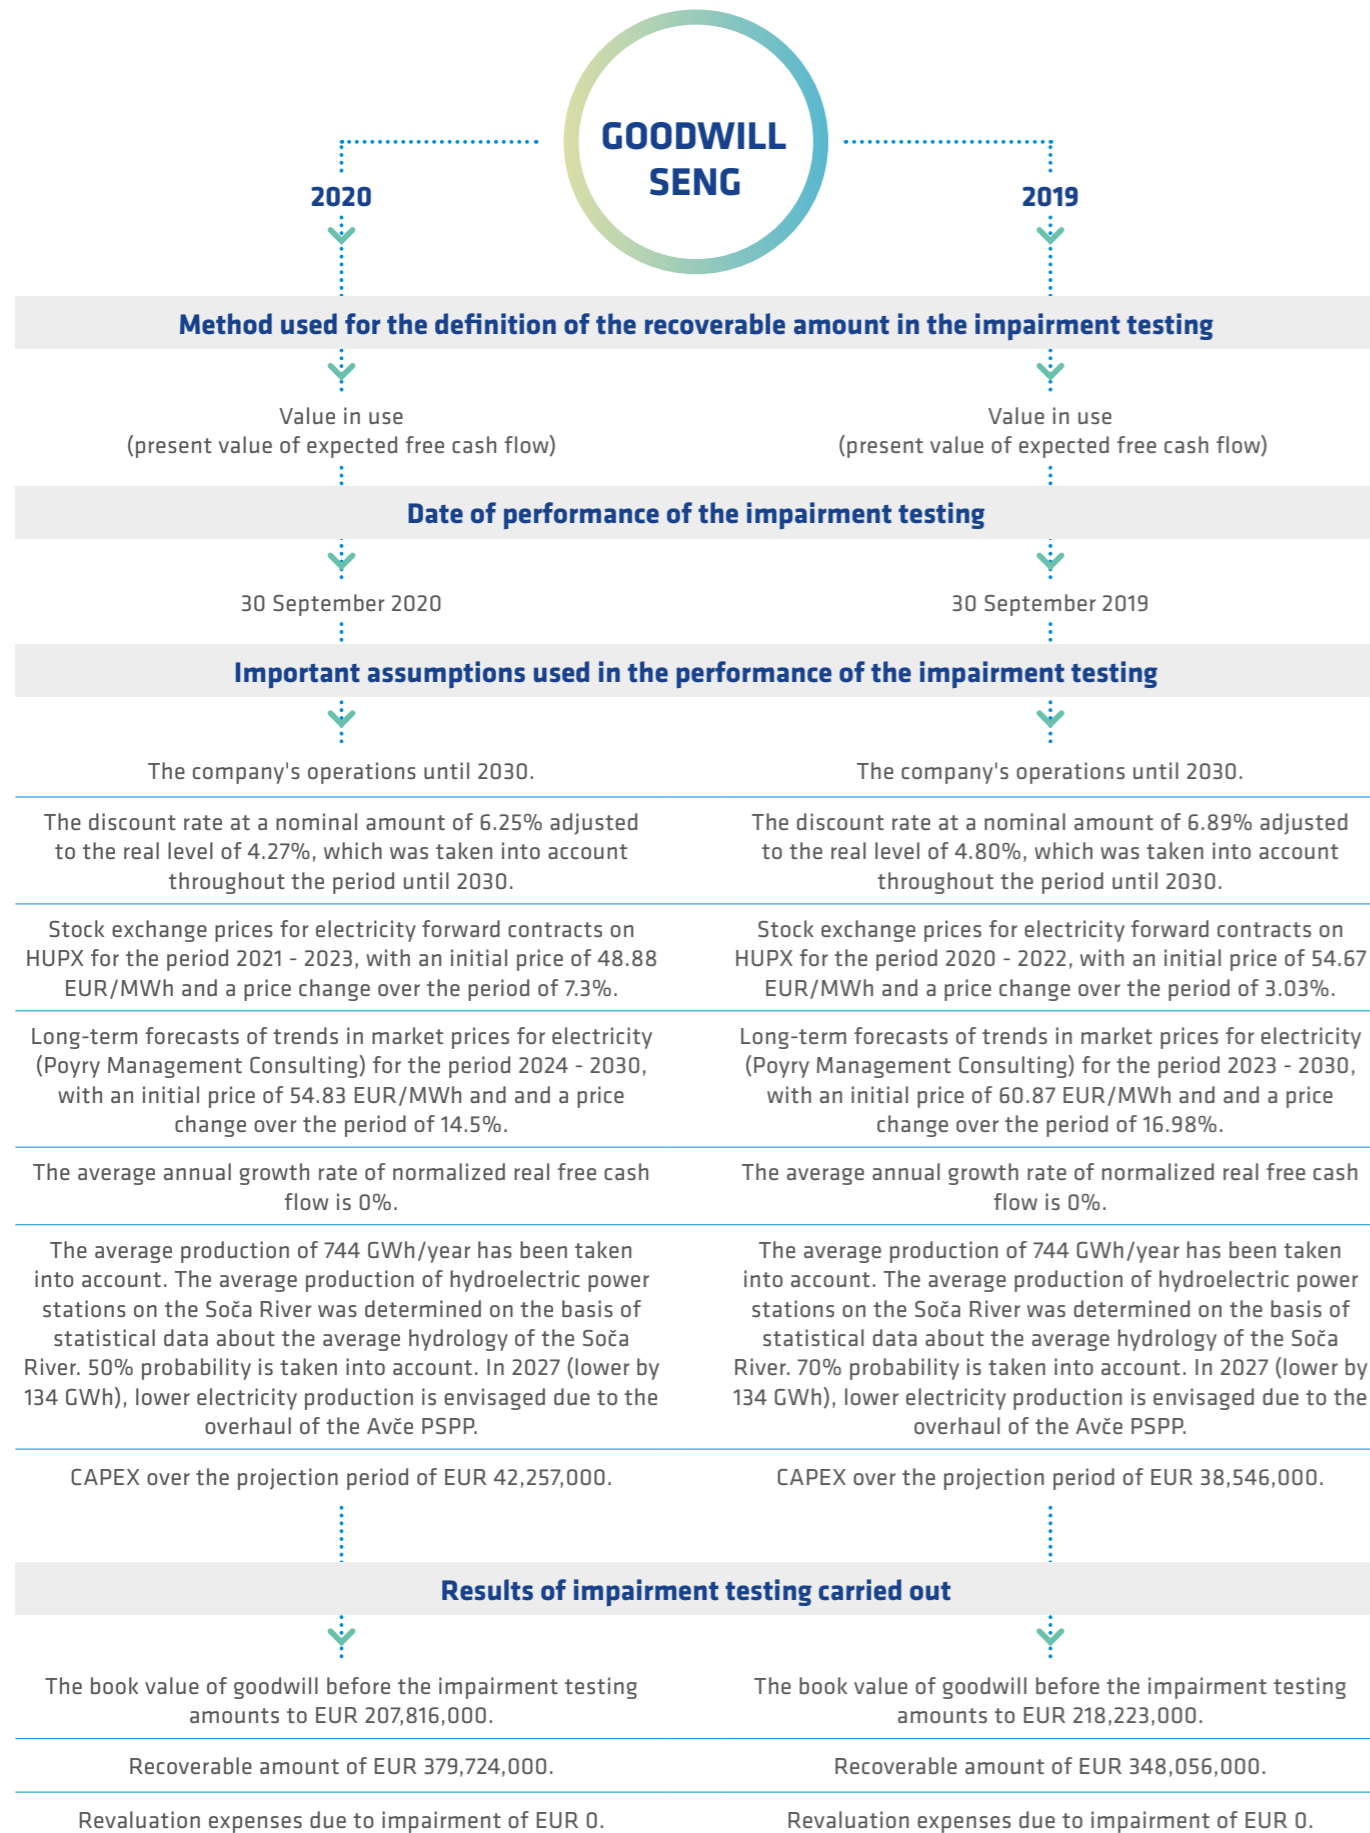 GOODWILL
SENG
2020
2019
Method used for the definition of the recoverable amount in the impairment testing
Value in use
(present value of expected free cash flow)
Value in use
(present value of expected free cash flow)
Date of performance of the impairment testing
30 September 2020
30 September 2019
Important assumptions used in the performance of the impairment testing
The company's operations until 2030.
The company's operations until 2030.
The discount rate at a nominal amount of 6.25% adjusted
to the real level of 4.27%, which was taken into account
throughout the period until 2030.
The discount rate at a nominal amount of 6.89% adjusted
to the real level of 4.80%, which was taken into account
throughout the period until 2030.
Stock exchange prices for electricity forward contracts on
HUPX for the period 2021 - 2023, with an initial price of 48.88
EUR/MWh and a price change over the period of 7.3%.
Stock exchange prices for electricity forward contracts on
HUPX for the period 2020 - 2022, with an initial price of 54.67
EUR/MWh and a price change over the period of 3.03%.
Long-term forecasts of trends in market prices for electricity
(Poyry Management Consulting) for the period 2024 - 2030,
with an initial price of 54.83 EUR/MWh and and a price
change over the period of 14.5%.
Long-term forecasts of trends in market prices for electricity
(Poyry Management Consulting) for the period 2023 - 2030,
with an initial price of 60.87 EUR/MWh and and a price
change over the period of 16.98%.
The average annual growth rate of normalized real free cash
flow is 0%.
The average annual growth rate of normalized real free cash
flow is 0%.
The average production of 744 GWh/year has been taken
into account. The average production of hydroelectric power
stations on the Soča River was determined on the basis of
statistical data about the average hydrology of the Soča
River. 50% probability is taken into account. In 2027 (lower by
134 GWh), lower electricity production is envisaged due to the
overhaul of the Avče PSPP.
The average production of 744 GWh/year has been taken
into account. The average production of hydroelectric power
stations on the Soča River was determined on the basis of
statistical data about the average hydrology of the Soča
River. 70% probability is taken into account. In 2027 (lower by
134 GWh), lower electricity production is envisaged due to the
overhaul of the Avče PSPP.
CAPEX over the projection period of EUR 42,257,000.
CAPEX over the projection period of EUR 38,546,000.
Results of impairment testing carried out
The book value of goodwill before the impairment testing
amounts to EUR 207,816,000.
The book value of goodwill before the impairment testing
amounts to EUR 218,223,000.
Recoverable amount of EUR 379,724,000.
Recoverable amount of EUR 348,056,000.
Revaluation expenses due to impairment of EUR 0.
Revaluation expenses due to impairment of EUR 0.